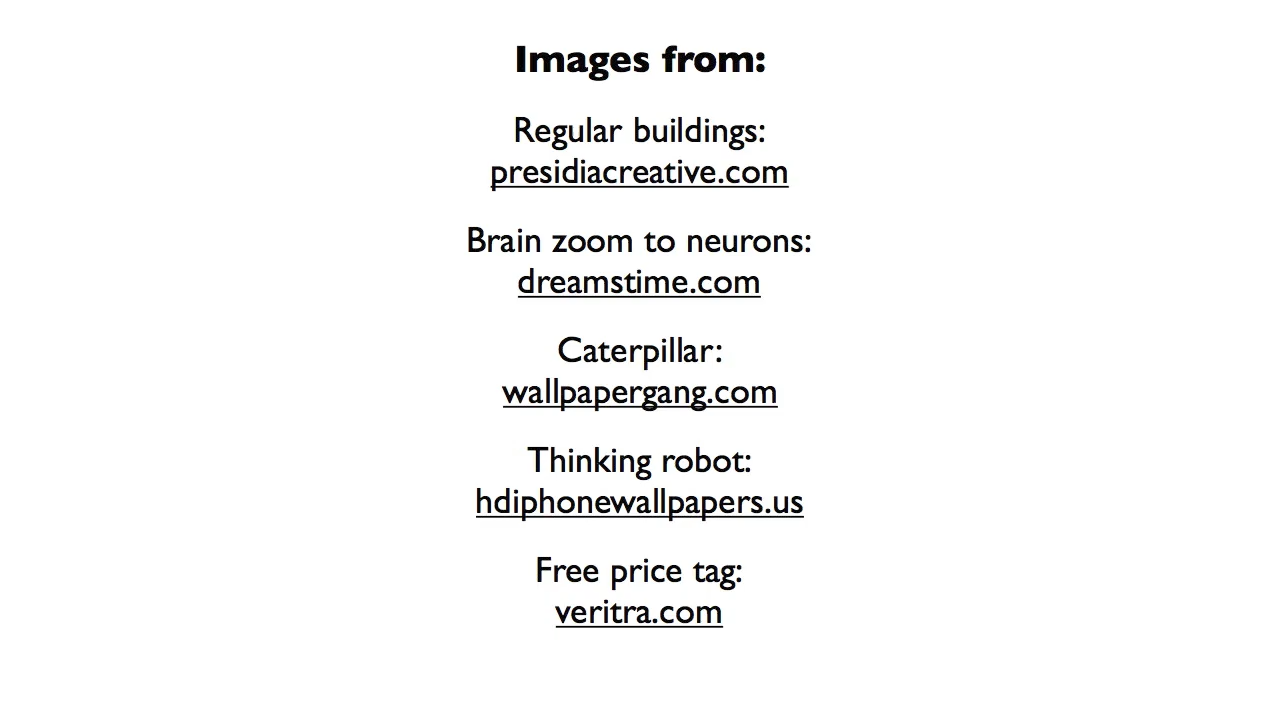 Images from:
Regular buildings:
presidiacreative.com
Brain zoom to neurons:
dreamstime.com
Caterpillar:
wallpapergang.com
Thinking robot:
hdiphonewallpapers.us
Free price tag:
veritra.com